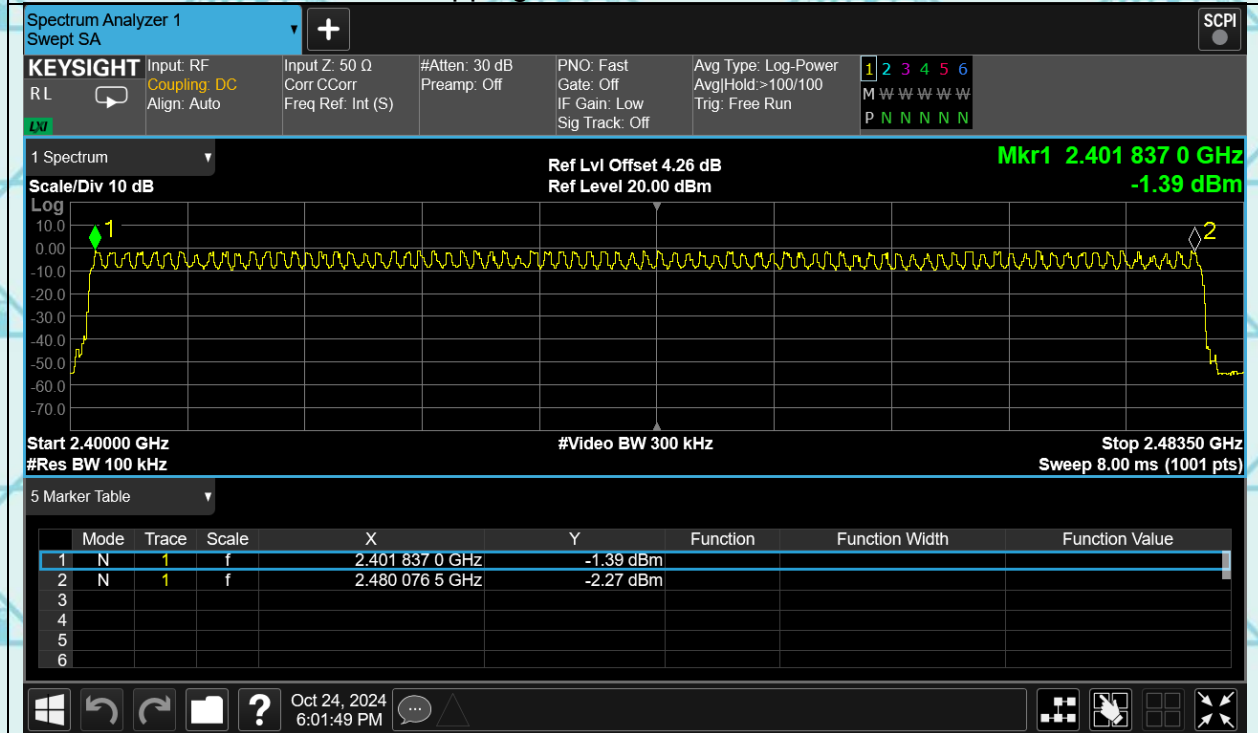 Spectrum Analyzer 1
Swept SA
+
SCPI
KEYSIGHT
RL
LXI
Input: RF
Coupling: DC
Align: Auto
Input Z: 50 Ω
Corr CCorr
Freq Ref: Int (S)
#Atten: 30 dB
Preamp: Off
PNO: Fast
Gate: Off
IF Gain: Low
Sig Track: Off
Avg Type: Log-Power
Avg|Hold:>100/100
Trig: Free Run
1 2 3 4 5 6
M W W W W W
P N N N N N
1 Spectrum
Scale/Div 10 dB
Ref Lvl Offset 4.26 dB
Ref Level 20.00 dBm
Mkr1 2.401 837 0 GHz
-1.39 dBm
Log
10.0
0.00
-10.0
-20.0
-30.0
-40.0
-50.0
-60.0
-70.0
1
2
Start 2.40000 GHz
#Video BW 300 kHz
Stop 2.48350 GHz
#Res BW 100 kHz
Sweep 8.00 ms (1001 pts)
5 Marker Table
Mode Trace Scale X Y Function Function Width Function Value
1 N 1 f 2.401 837 0 GHz -1.39 dBm
2 N 1 f 2.480 076 5 GHz -2.27 dBm
3
4
5
6
?
Oct 24, 2024
6:01:49 PM